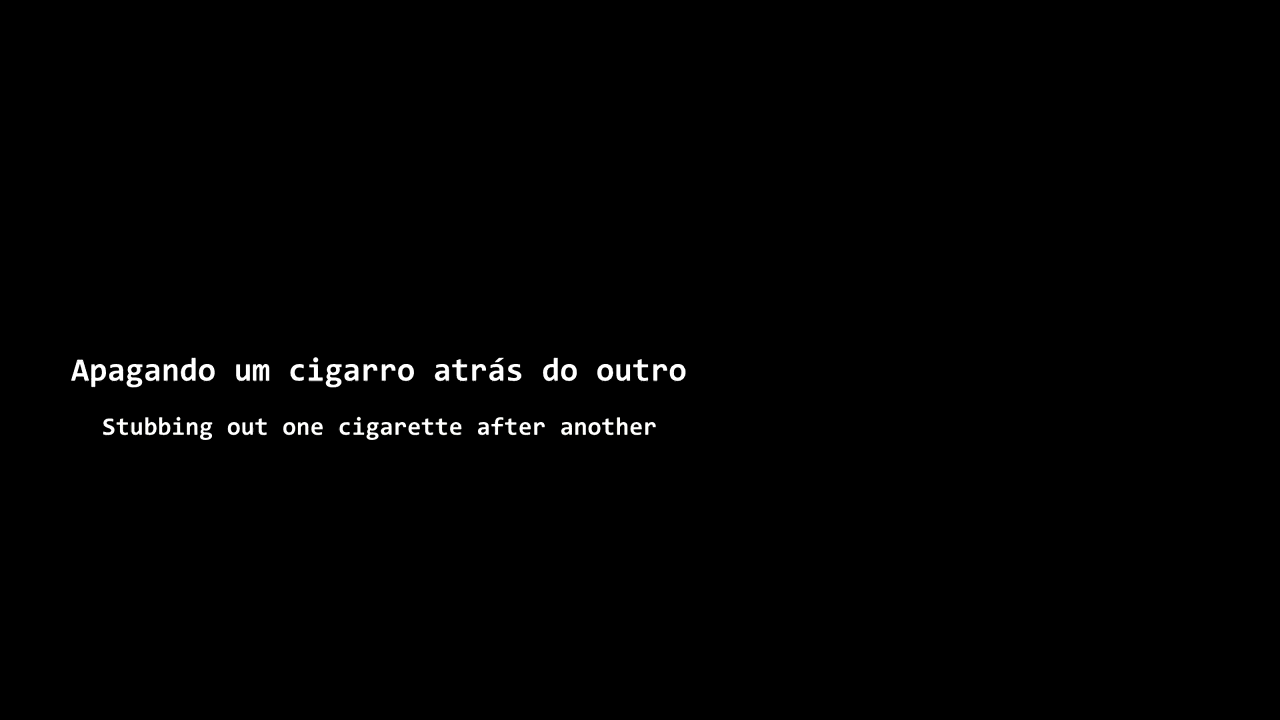 Apagando um cigarro atrás do outro
Stubbing out one cigarette after another